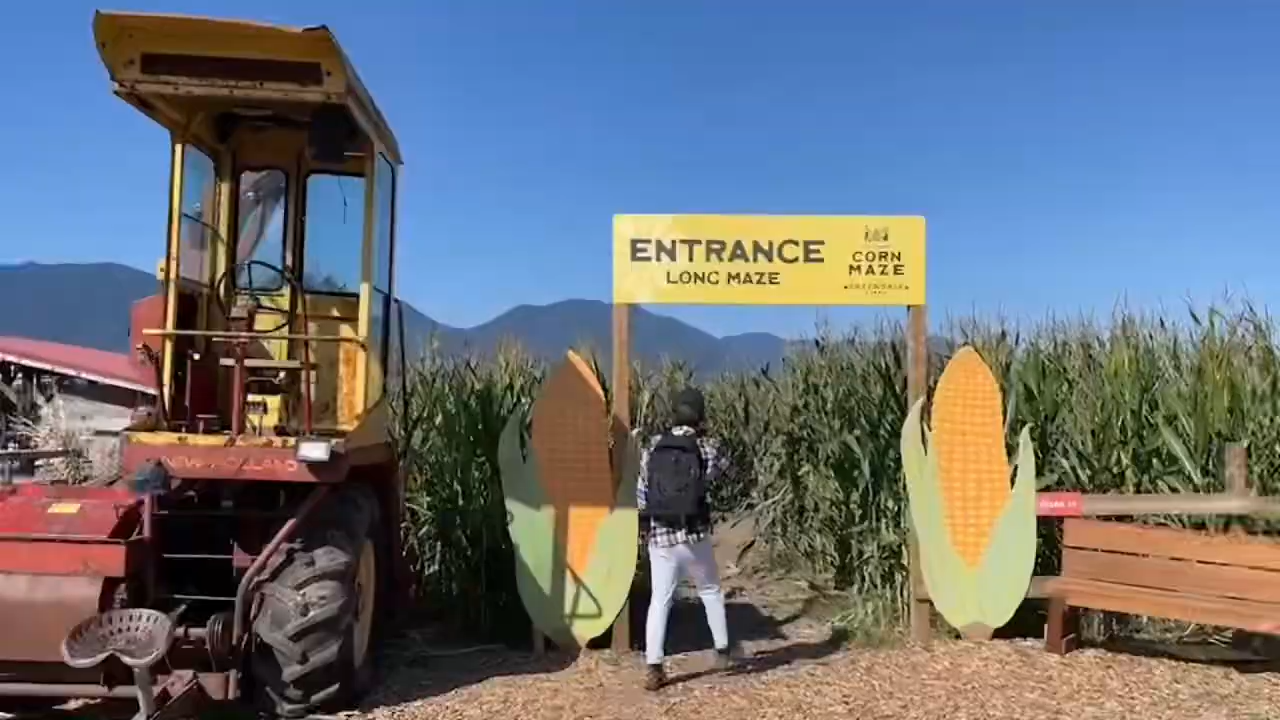 ENTRANCE
LONG MAZE
CORN
MAZE
NEW HOLLAND